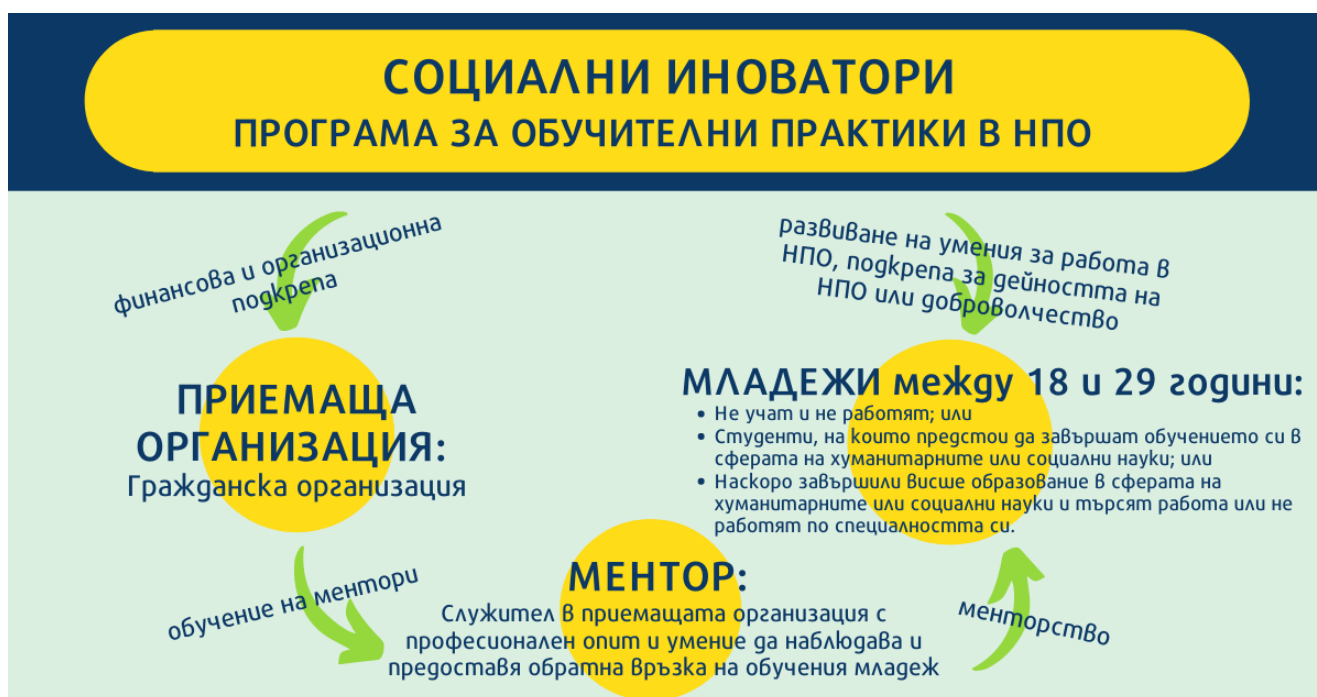 СОЦИАЛНИ ИНОВАТОРИ
ПРОГРАМА ЗА ОБУЧИТЕЛНИ ПРАКТИКИ В НПО
финансова и организационна
подкрепа
развиване на умения за работа в
НПО, подкрепа за дейността на
НПО или доброволчество
ПРИЕМАЩА
ОРГАНИЗАЦИЯ:
Гражданска организация
МЛАДЕЖИ между 18 и 29 години:
• Не учат и не работят; или
• Студенти, на които предстои да завършат обучението си в
сферата на хуманитарните или социални науки; или
• Наскоро завършили висше образование в сферата на
хуманитарните или социални науки и търсят работа или не
работят по специалността си.
обучение на ментори
МЕНТОР:
Служител в приемащата организация с
професионален опит и умение да наблюдава и
предоставя обратна връзка на обучения младеж
менторство